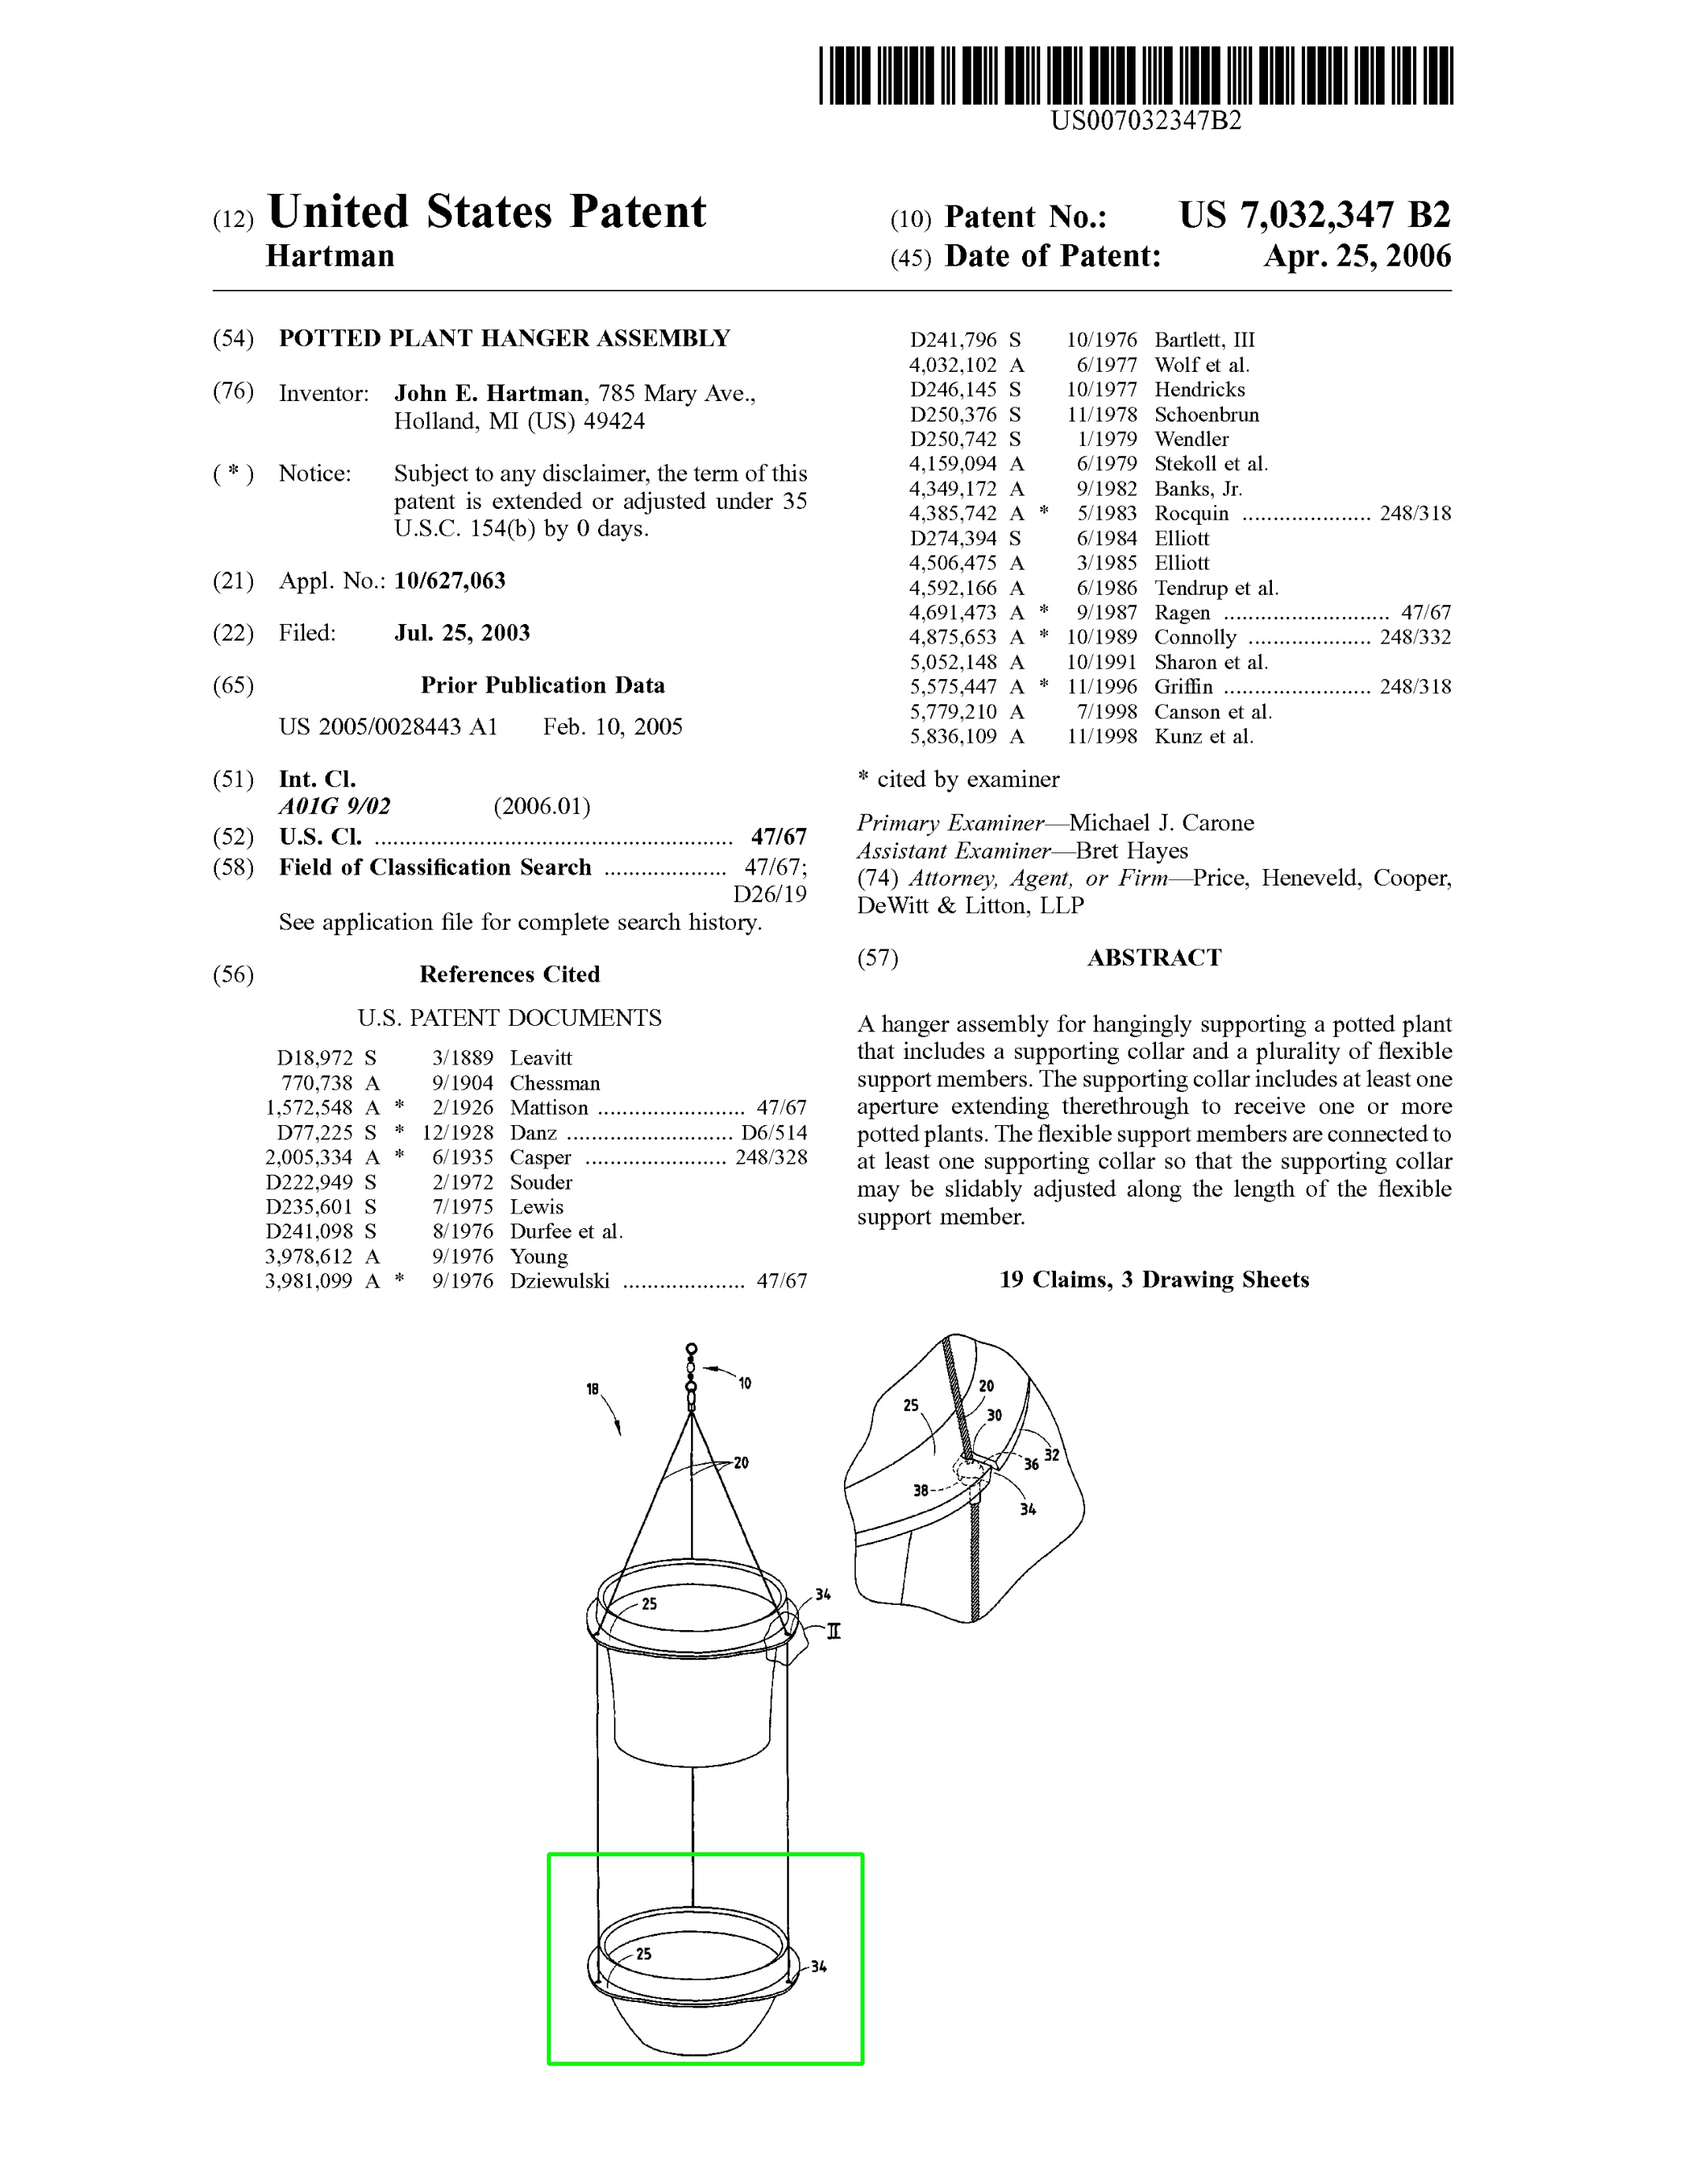 US007032347B2
(12) United States Patent
Hartman
(10) Patent No.: US 7,032,347 B2
(45) Date of Patent: Apr. 25, 2006
(54) POTTED PLANT HANGER ASSEMBLY
(76) Inventor: John E. Hartman, 785 Mary Ave.,
Holland, MI (US) 49424
( * ) Notice: Subject to any disclaimer, the term of this
patent is extended or adjusted under 35
U.S.C. 154(b) by 0 days.
(21) Appl. No.: 10/627,063
(22) Filed: Jul. 25, 2003
(65) Prior Publication Data
US 2005/0028443 A1 Feb. 10, 2005
(51) Int. Cl.
A01G 9/02 (2006.01)
(52) U.S. Cl. .......................................................... 47/67
(58) Field of Classification Search .................... 47/67;
D26/19
See application file for complete search history.
(56) References Cited
U.S. PATENT DOCUMENTS
D18,972 S 3/1889 Leavitt
770,738 A 9/1904 Chessman
1,572,548 A * 2/1926 Mattison ........................ 47/67
D77,225 S * 12/1928 Danz ........................... D6/514
2,005,334 A * 6/1935 Casper ....................... 248/328
D222,949 S 2/1972 Souder
D235,601 S 7/1975 Lewis
D241,098 S 8/1976 Durfee et al.
3,978,612 A 9/1976 Young
3,981,099 A * 9/1976 Dziewulski .................... 47/67
D241,796 S 10/1976 Bartlett, III
4,032,102 A 6/1977 Wolf et al.
D246,145 S 10/1977 Hendricks
D250,376 S 11/1978 Schoenbrun
D250,742 S 1/1979 Wendler
4,159,094 A 6/1979 Stekoll et al.
4,349,172 A 9/1982 Banks, Jr.
4,385,742 A * 5/1983 Rocquin ..................... 248/318
D274,394 S 6/1984 Elliott
4,506,475 A 3/1985 Elliott
4,592,166 A 6/1986 Tendrup et al.
4,691,473 A * 9/1987 Ragen ........................... 47/67
4,875,653 A * 10/1989 Connolly .................... 248/332
5,052,148 A 10/1991 Sharon et al.
5,575,447 A * 11/1996 Griffin ........................ 248/318
5,779,210 A 7/1998 Canson et al.
5,836,109 A 11/1998 Kunz et al.
* cited by examiner
Primary Examiner—Michael J. Carone
Assistant Examiner—Bret Hayes
(74) Attorney, Agent, or Firm—Price, Heneveld, Cooper,
DeWitt & Litton, LLP
(57) ABSTRACT
A hanger assembly for hangingly supporting a potted plant
that includes a supporting collar and a plurality of flexible
support members. The supporting collar includes at least one
aperture extending therethrough to receive one or more
potted plants. The flexible support members are connected to
at least one supporting collar so that the supporting collar
may be slidably adjusted along the length of the flexible
support member.
19 Claims, 3 Drawing Sheets
18
10
20
25
34
II
25
34
20
25
30
32
36
38
34